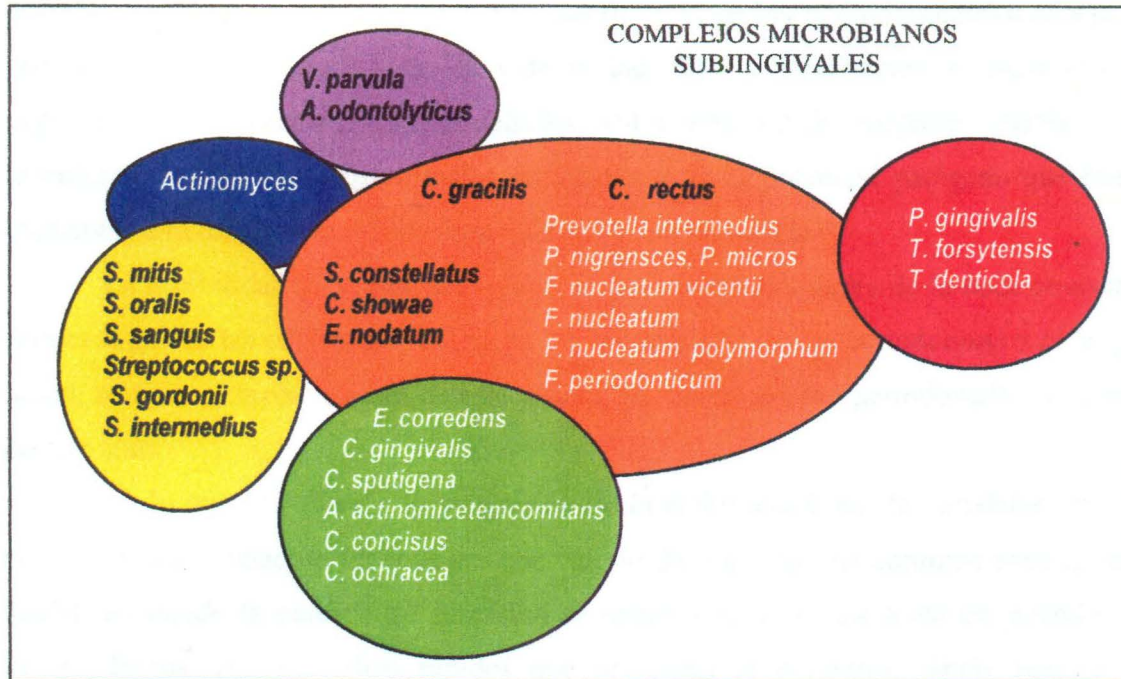 COMPLEJOS MICROBIANOS
SUBJINGIVALES
V. parvula
A. odontolyticus
Actinomyces
S. mitis
S. oralis
S. sanguis
Streptococcus sp.
S. gordonii
S. intermedius
C. gracilis
S. constellatus
C. showae
E. nodatum
C. rectus
Prevotella intermedius
P. nigrensces, P. micros
F. nucleatum vicentii
F. nucleatum
F. nucleatum polymorphum
F. periodonticum
E. corredens
C. gingivalis
C. sputigena
A. actinomicetemcomitans
C. concisus
C. ochracea
P. gingivalis
T. forsytensis
T. denticola